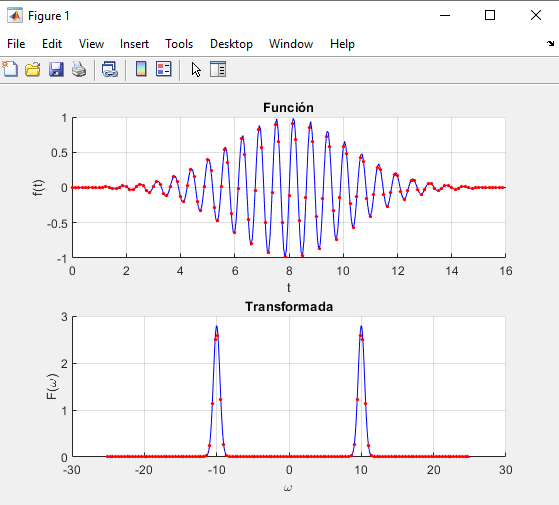 Figure 1
File Edit View Insert Tools Desktop Window Help
Función
1
0.5
0
-0.5
-1
f(t)
0 2 4 6 8 10 12 14 16
t
Transformada
3
2
1
0
F(ω)
-30 -20 -10 0 10 20 30
ω